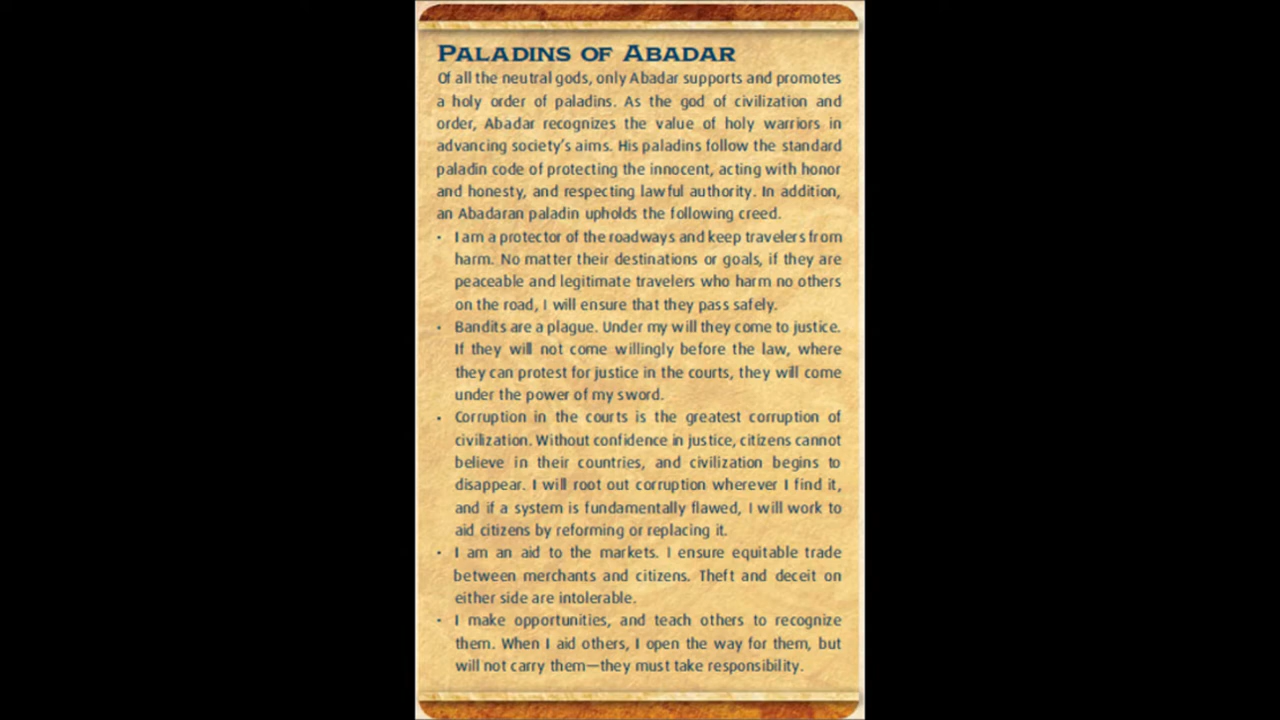 PALADINS OF ABADAR
Of all the neutral gods, only Abadar supports and promotes
a holy order of paladins. As the god of civilization and
order, Abadar recognizes the value of holy warriors in
advancing society's aims. His paladins follow the standard
paladin code of protecting the innocent, acting with honor
and honesty, and respecting lawful authority. In addition,
an Abadaran paladin upholds the following creed.
• I am a protector of the roadways and keep travelers from
harm. No matter their destinations or goals, if they are
peaceable and legitimate travelers who harm no others
on the road, I will ensure that they pass safely.
• Bandits are a plague. Under my will they come to justice.
If they will not come willingly before the law, where
they can protest for justice in the courts, they will come
under the power of my sword.
• Corruption in the courts is the greatest corruption of
civilization. Without confidence in justice, citizens cannot
believe in their countries, and civilization begins to
disappear. I will root out corruption wherever I find it,
and if a system is fundamentally flawed, I will work to
aid citizens by reforming or replacing it.
• I am an aid to the markets. I ensure equitable trade
between merchants and citizens. Theft and deceit on
either side are intolerable.
• I make opportunities, and teach others to recognize
them. When I aid others, I open the way for them, but
will not carry them—they must take responsibility.